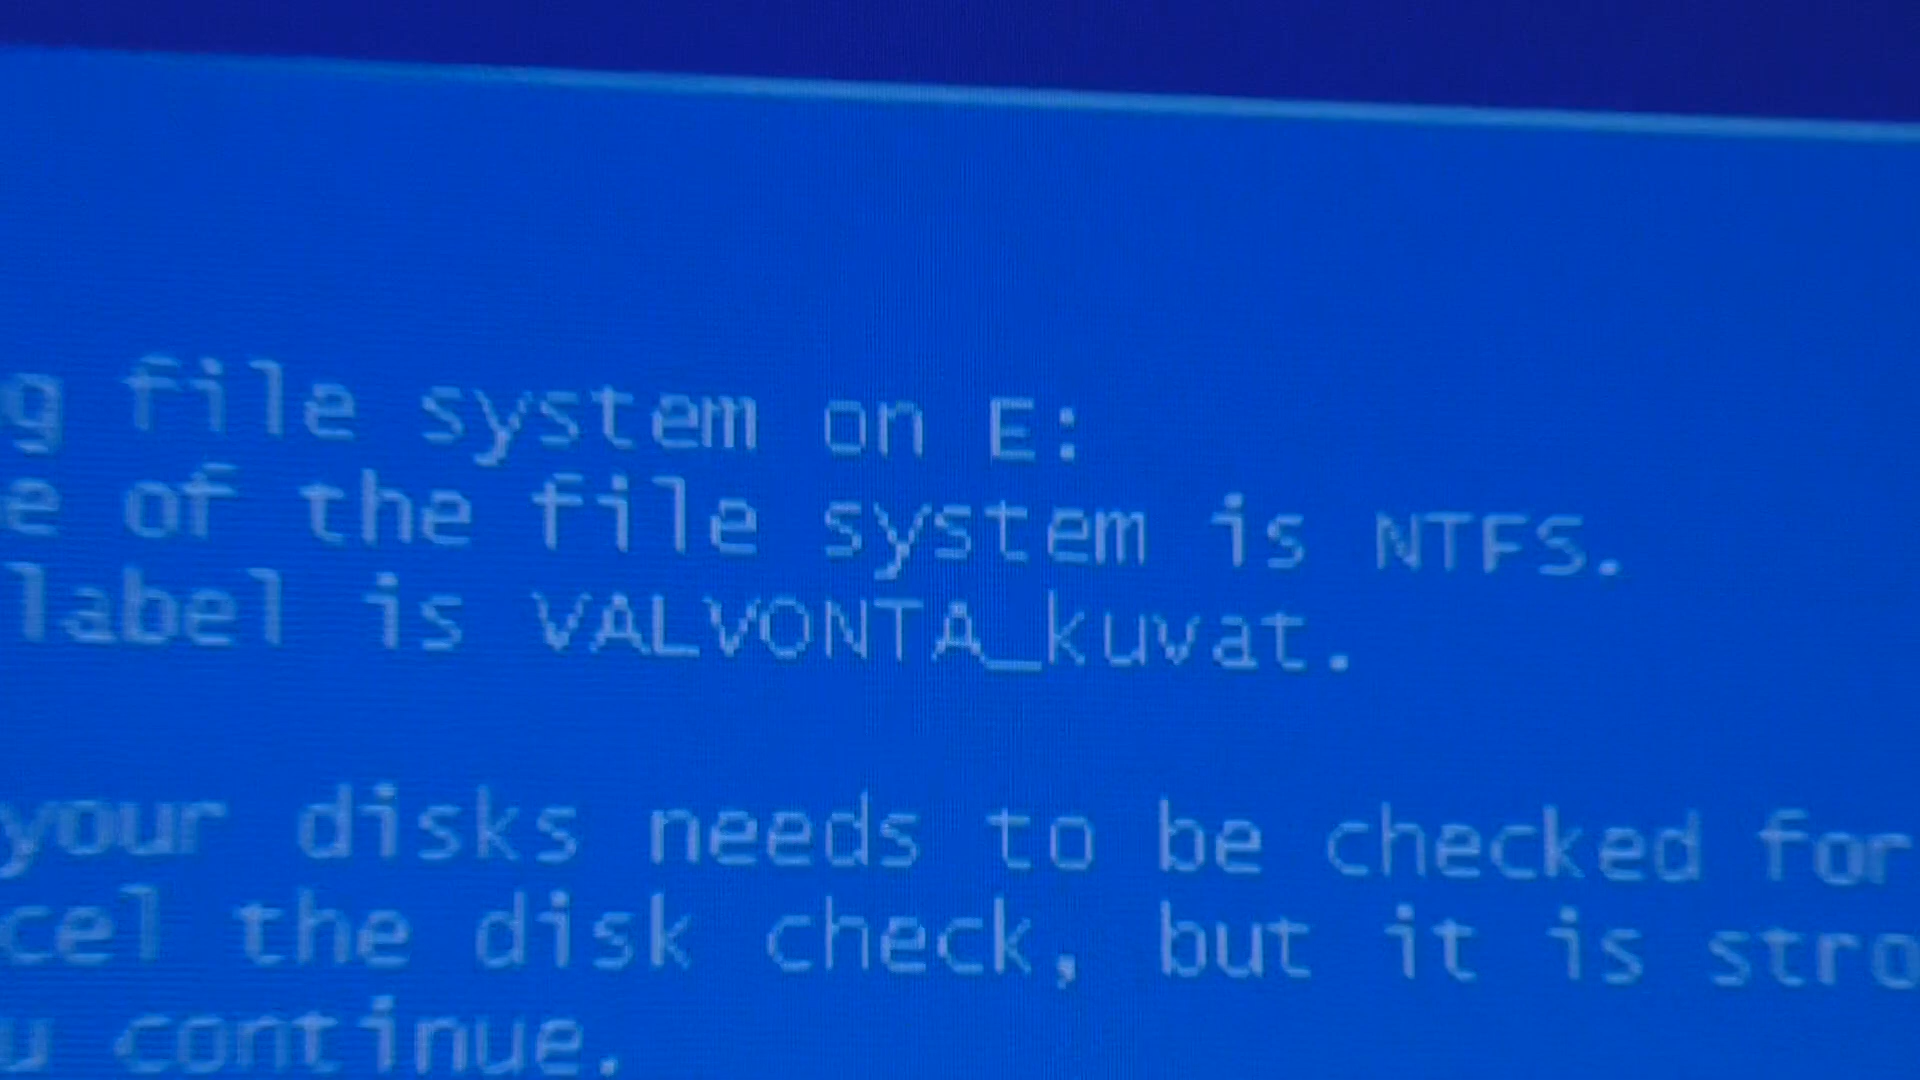 g file system on E:
e of the file system is NTFS.
label is VALVONTA_kuvat.
your disks needs to be checked for
cel the disk check, but it is stro
u continue.